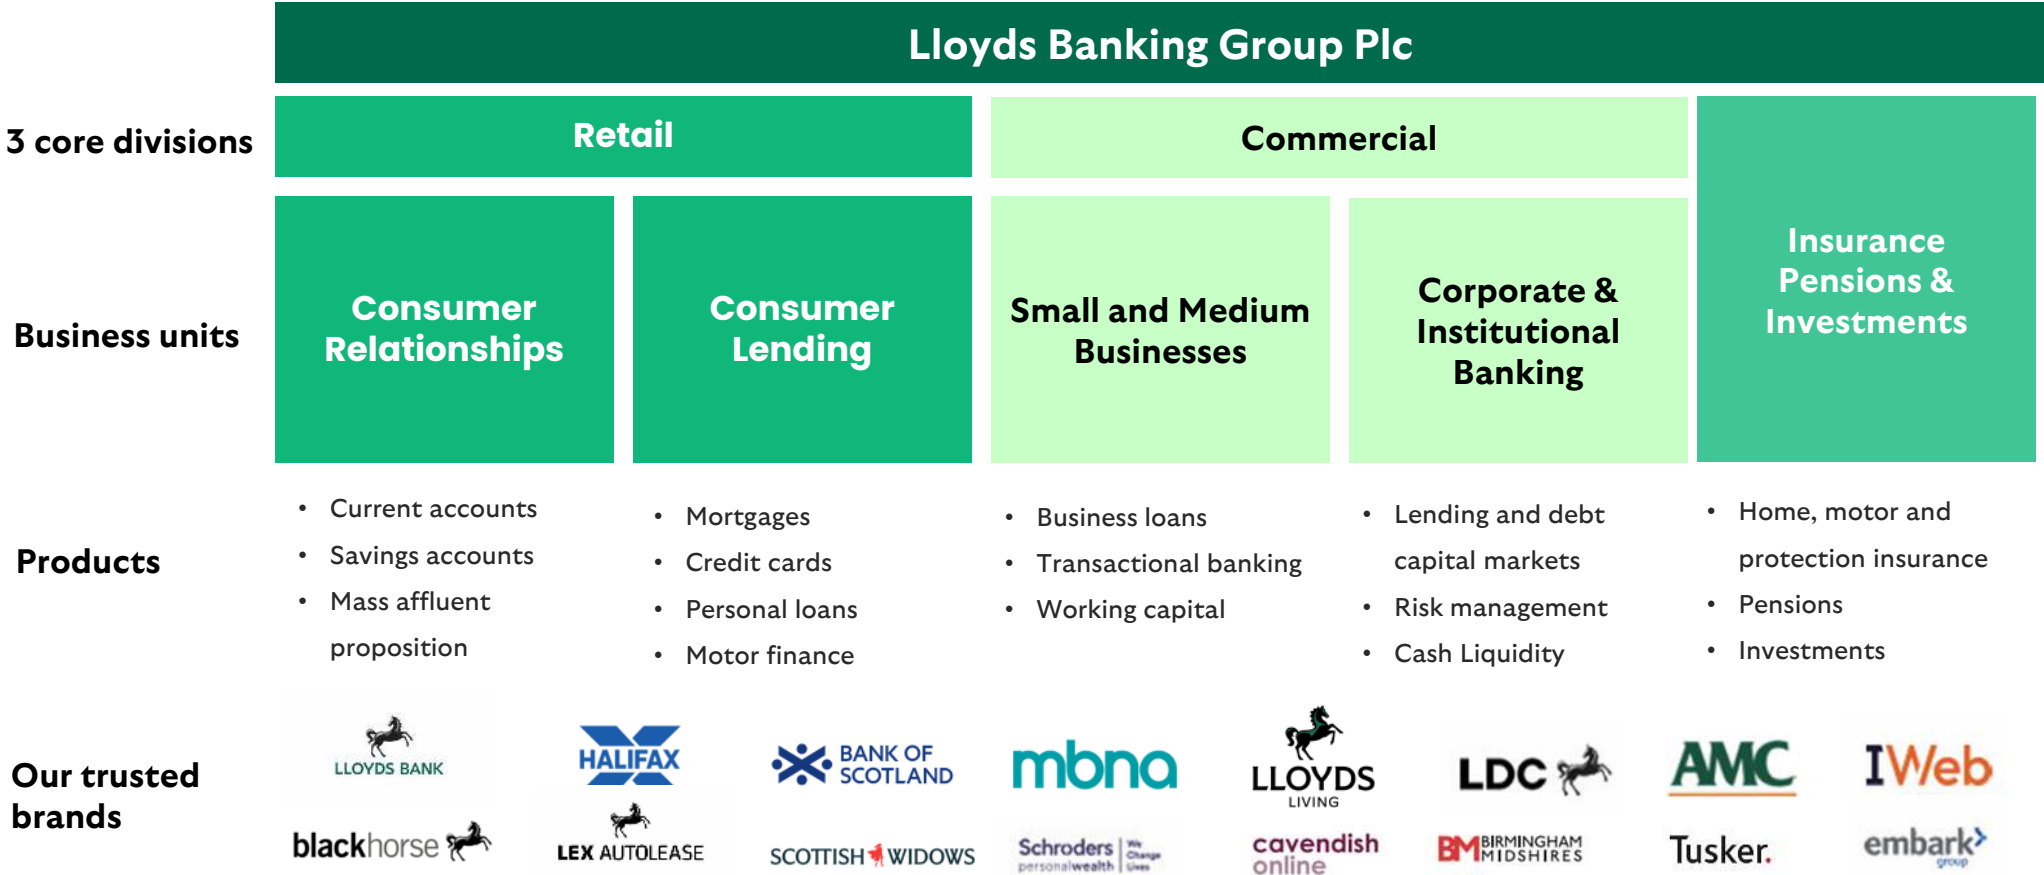 Lloyds Banking Group Plc
3 core divisions
Retail
Commercial
Insurance
Pensions &
Investments
Business units
Consumer
Relationships
Consumer
Lending
Small and Medium
Businesses
Corporate &
Institutional
Banking
Products
• Current accounts
• Savings accounts
• Mass affluent
proposition
• Mortgages
• Credit cards
• Personal loans
• Motor finance
• Business loans
• Transactional banking
• Working capital
• Lending and debt
capital markets
• Risk management
• Cash Liquidity
• Home, motor and
protection insurance
• Pensions
• Investments
Our trusted
brands
LLOYDS BANK
HALIFAX
BANK OF
SCOTLAND
mbna
LLOYDS
LIVING
LDC
AMC
IWeb
blackhorse
LEX AUTOLEASE
SCOTTISH WIDOWS
Schroders
personalwealth
We
Change
Lives
cavendish
online
BM BIRMINGHAM
MIDSHIRES
Tusker.
embark
group